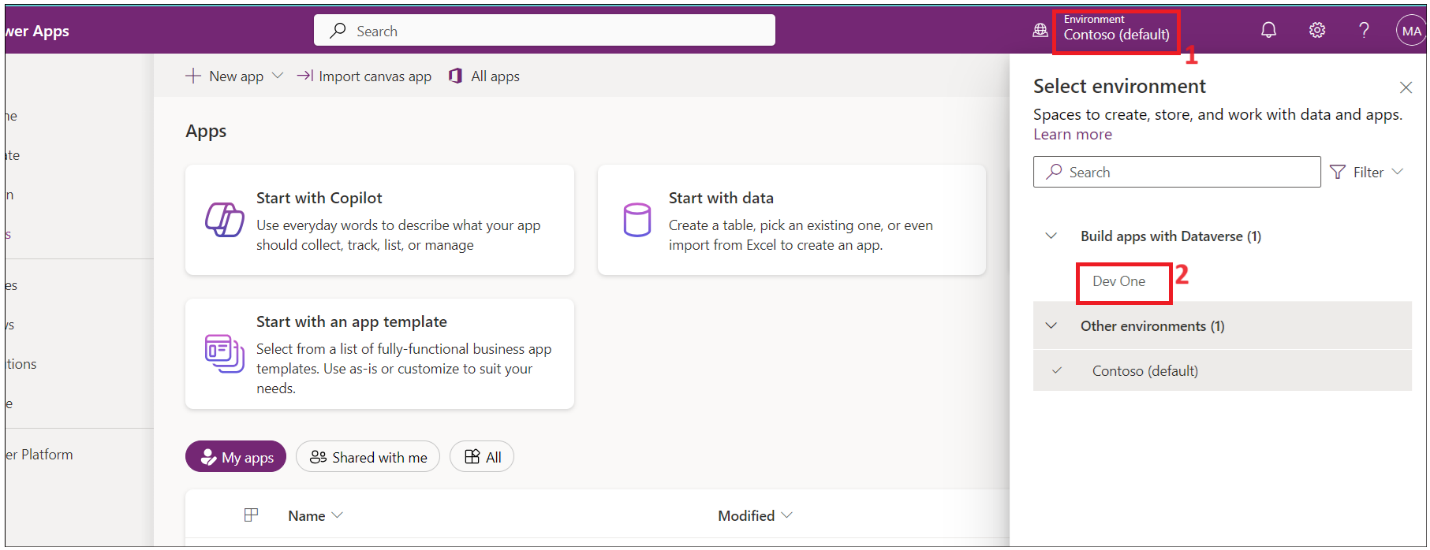 wer Apps
Search
Environment
Contoso (default)
MA
1
New app
Import canvas app
All apps
Apps
Start with Copilot
Use everyday words to describe what your app
should collect, track, list, or manage
Start with data
Create a table, pick an existing one, or even
import from Excel to create an app.
Start with an app template
Select from a list of fully-functional business app
templates. Use as-is or customize to suit your
needs.
My apps
Shared with me
All
Name
Modified
ne
ate
n
s
es
vs
tions
e
er Platform
Select environment
Spaces to create, store, and work with data and apps.
Learn more
Search
Filter
Build apps with Dataverse (1)
Dev One
2
Other environments (1)
Contoso (default)